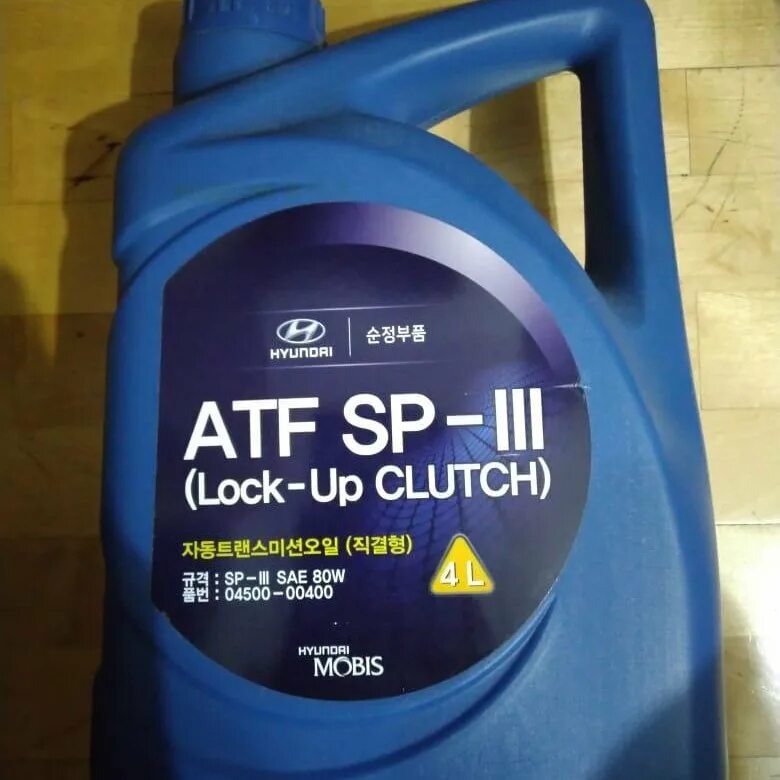 HYUNDAI
순정부품
ATF SP-III
(Lock-Up CLUTCH)
자동트랜스미션오일 (직결형)
4 L
규격 : SP-III SAE 80W
품번 : 04500-00400
HYUNDAI
MOBIS